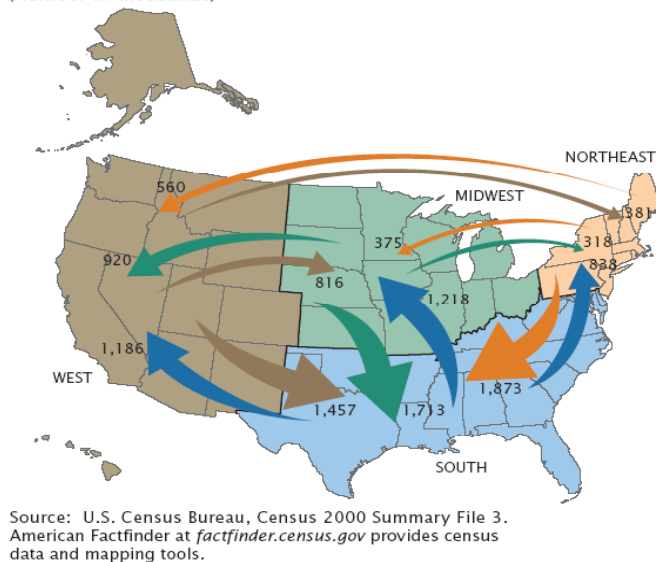 NORTHEAST
560
MIDWEST
381
375
318
920
838
816
1,218
1,186
WEST
1,457
1,713
1,873
SOUTH
Source: U.S. Census Bureau, Census 2000 Summary File 3.
American Factfinder at factfinder.census.gov provides census
data and mapping tools.